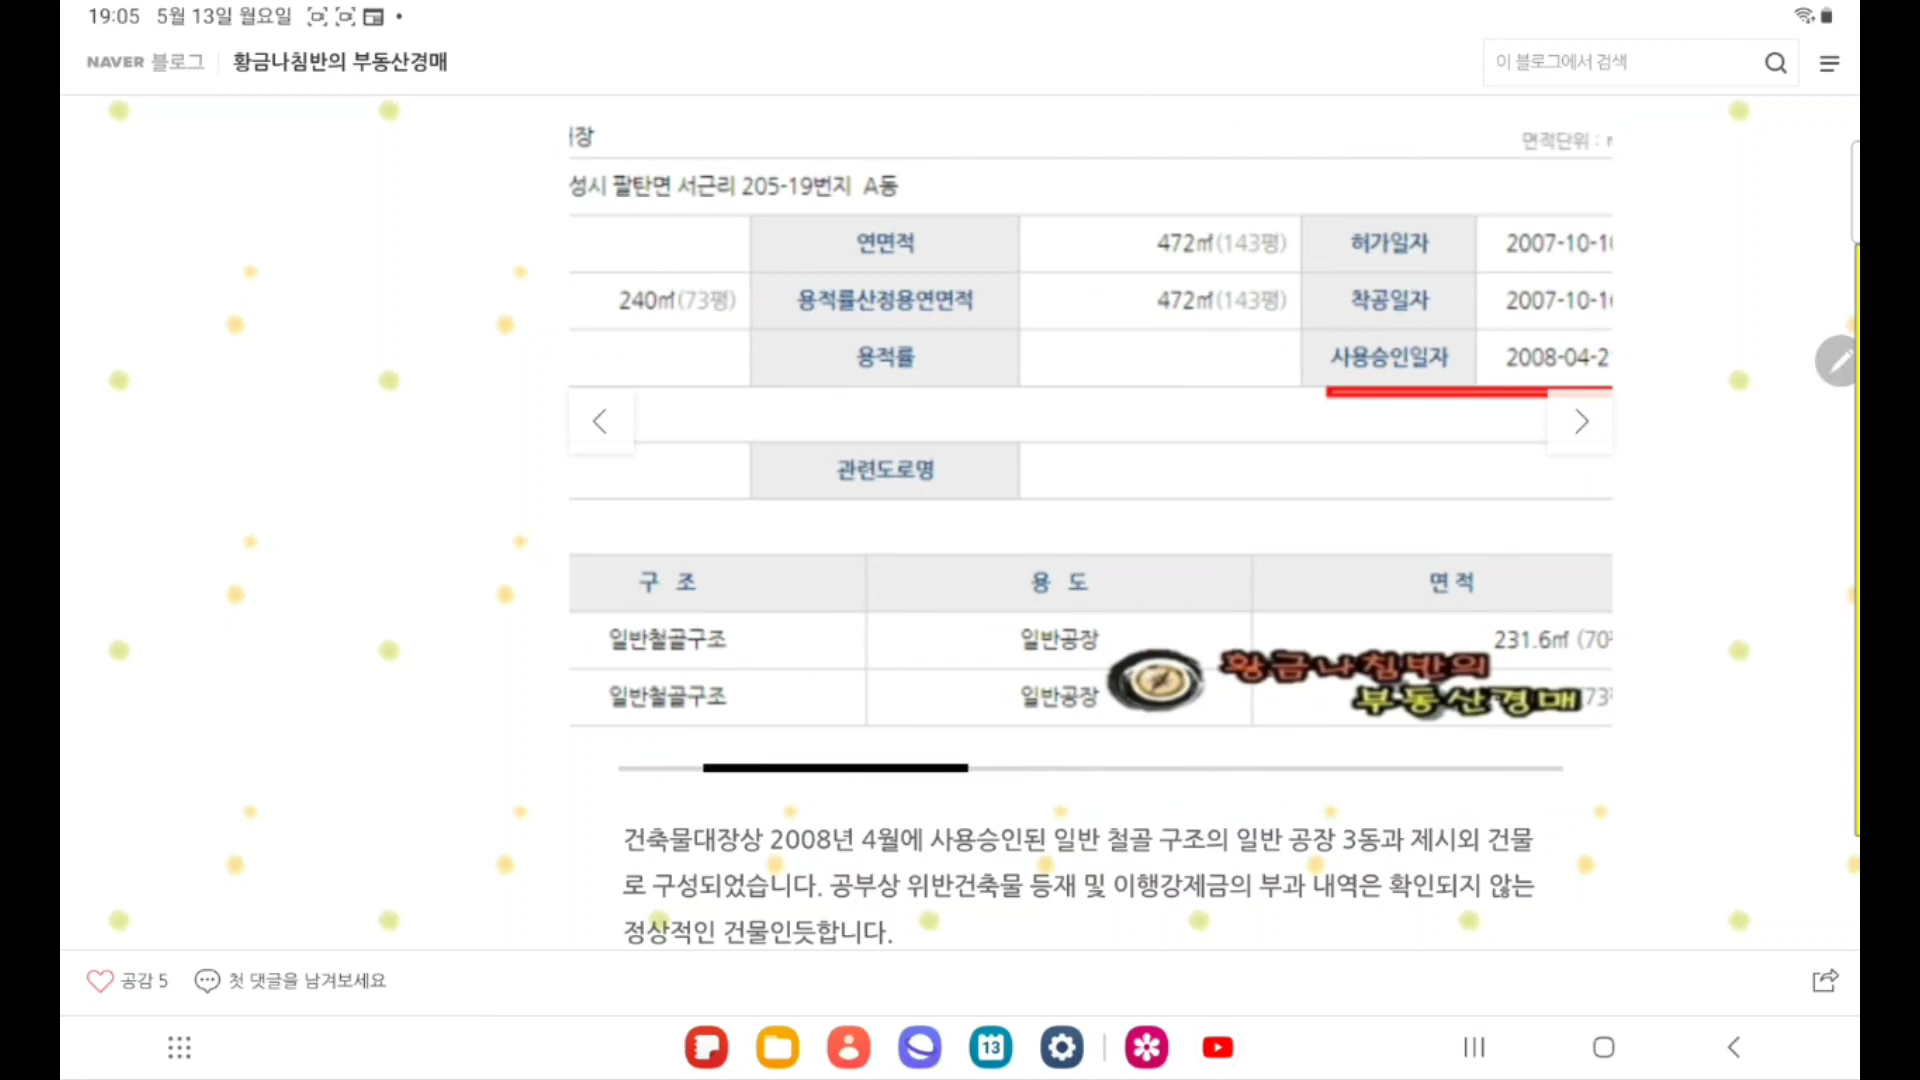 19:05 5월 13일 월요일
NAVER 블로그 황금나침반의 부동산경매
이 블로그에서 검색
장
면적단위 :
성시 팔탄면 서근리 205-19번지 A동
연면적 472㎡(143평) 허가일자 2007-10-1
240㎡(73평) 용적률산정용연면적 472㎡(143평) 착공일자 2007-10-1
용적률 사용승인일자 2008-04-2
관련도로명
구 조 용 도 면적
일반철골구조 일반공장 231.6㎡ (70
일반철골구조 일반공장 (73
황금나침반의
부동산경매
건축물대장상 2008년 4월에 사용승인된 일반 철골 구조의 일반 공장 3동과 제시외 건물
로 구성되었습니다. 공부상 위반건축물 등재 및 이행강제금의 부과 내역은 확인되지 않는
정상적인 건물인듯합니다.
공감 5 첫 댓글을 남겨보세요
13